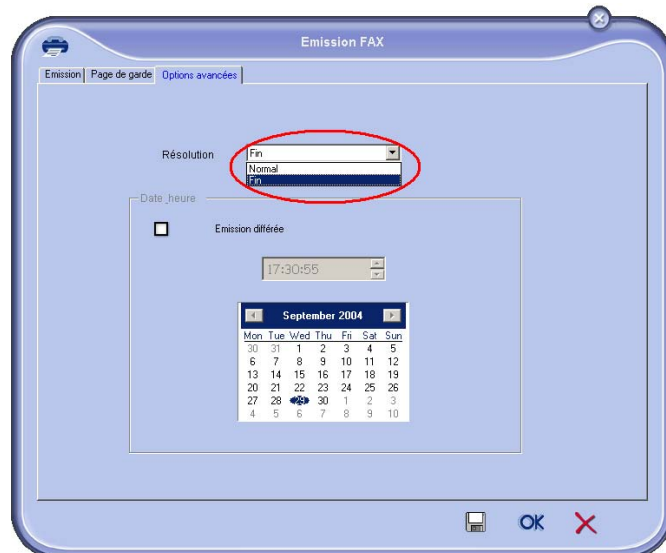 Emission FAX
Emission Page de garde Options avancées
Résolution Fin
Normal
Fin
Date_heure
Emission différée
17:30:55
September 2004
Mon Tue Wed Thu Fri Sat Sun
30 31 1 2 3 4 5
6 7 8 9 10 11 12
13 14 15 16 17 18 19
20 21 22 23 24 25 26
27 28 29 30 1 2 3
4 5 6 7 8 9 10
OK